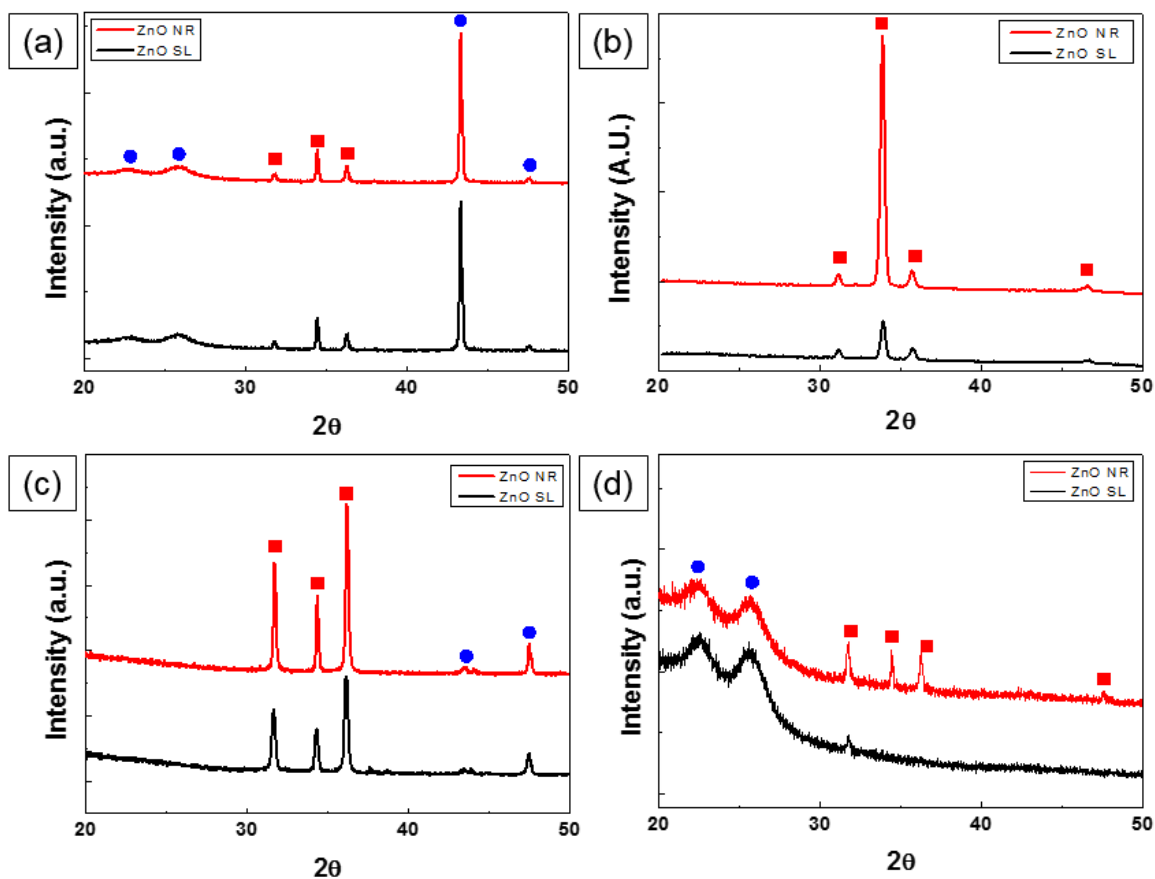 (a)
ZnO NR
ZnO SL
Intensity (a.u.)
20 30 40 50
2θ
(b)
ZnO NR
ZnO SL
Intensity (A.U.)
20 30 40 50
2θ
(c)
ZnO NR
ZnO SL
Intensity (a.u.)
20 30 40 50
2θ
(d)
ZnO NR
ZnO SL
Intensity (a.u.)
20 30 40 50
2θ